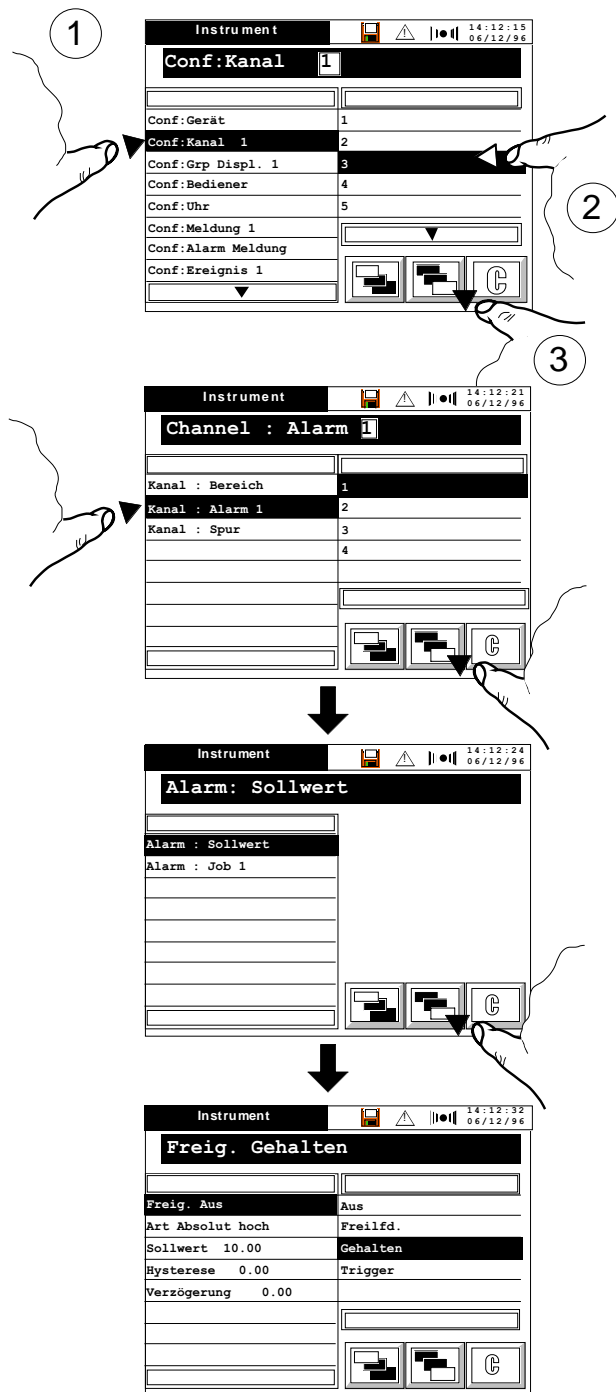 1
Instrument
14:12:15
06/12/96
Conf:Kanal 1
Conf:Gerät
Conf:Kanal 1
Conf:Grp Displ. 1
Conf:Bediener
Conf:Uhr
Conf:Meldung 1
Conf:Alarm Meldung
Conf:Ereignis 1
1
2
3
4
5
C
2
3
Instrument
14:12:21
06/12/96
Channel : Alarm 1
Kanal : Bereich
Kanal : Alarm 1
Kanal : Spur
1
2
3
4
C
Instrument
14:12:24
06/12/96
Alarm: Sollwert
Alarm : Sollwert
Alarm : Job 1
C
Instrument
14:12:32
06/12/96
Freig. Gehalten
Freig. Aus
Art Absolut hoch
Sollwert 10.00
Hysterese 0.00
Verzögerung 0.00
Aus
Freilfd.
Gehalten
Trigger
C